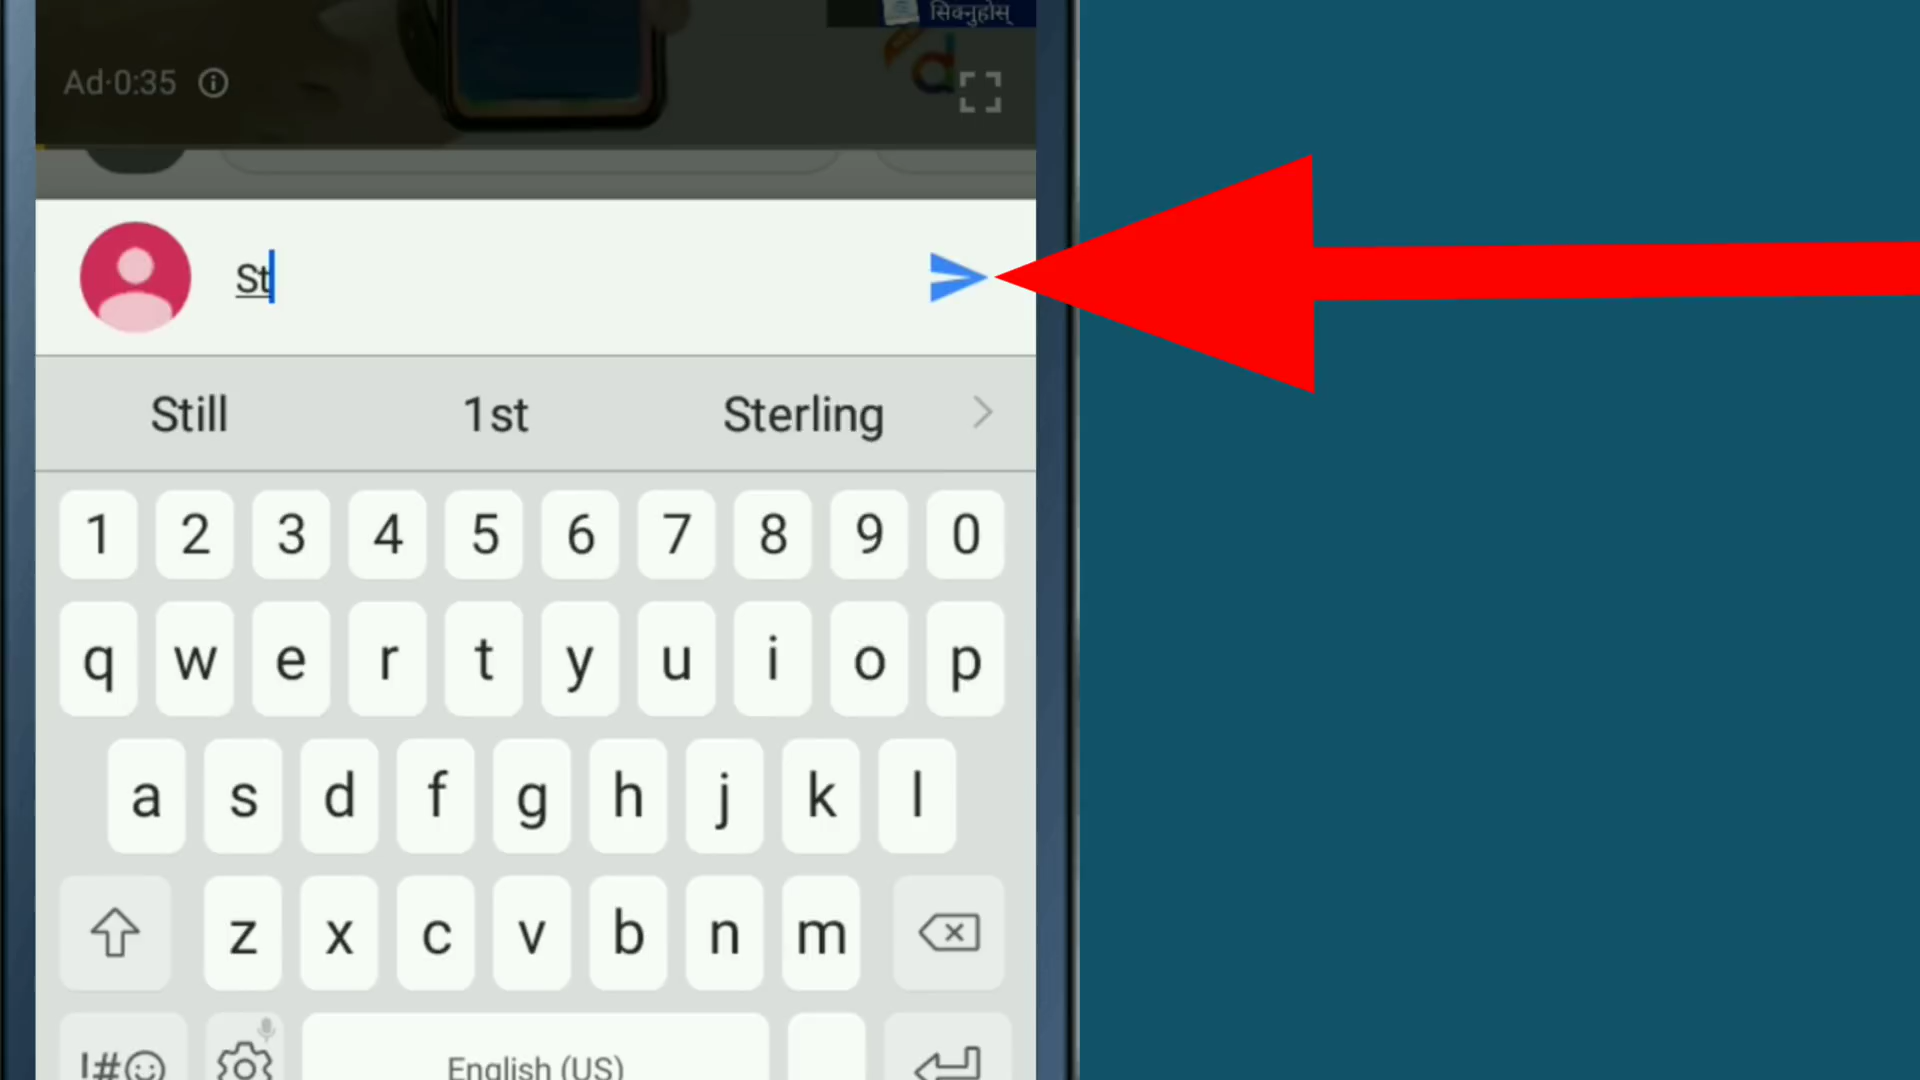 सिक्नुहोस्
Ad·0:35
St
Still 1st Sterling
1 2 3 4 5 6 7 8 9 0
q w e r t y u i o p
a s d f g h j k l
z x c v b n m
!#☺ English (US)